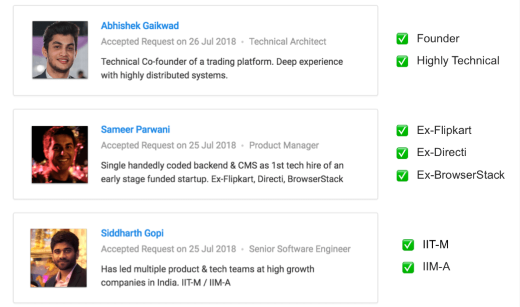 Abhishek Gaikwad
Accepted Request on 26 Jul 2018 - Technical Architect
Technical Co-founder of a trading platform. Deep experience
with highly distributed systems.
Founder
Highly Technical
Sameer Parwani
Accepted Request on 25 Jul 2018 - Product Manager
Single handedly coded backend & CMS as 1st tech hire of an
early stage funded startup. Ex-Flipkart, Directi, BrowserStack
Ex-Flipkart
Ex-Directi
Ex-BrowserStack
Siddharth Gopi
Accepted Request on 25 Jul 2018 - Senior Software Engineer
Has led multiple product & tech teams at high growth
companies in India. IIT-M / IIM-A
IIT-M
IIM-A